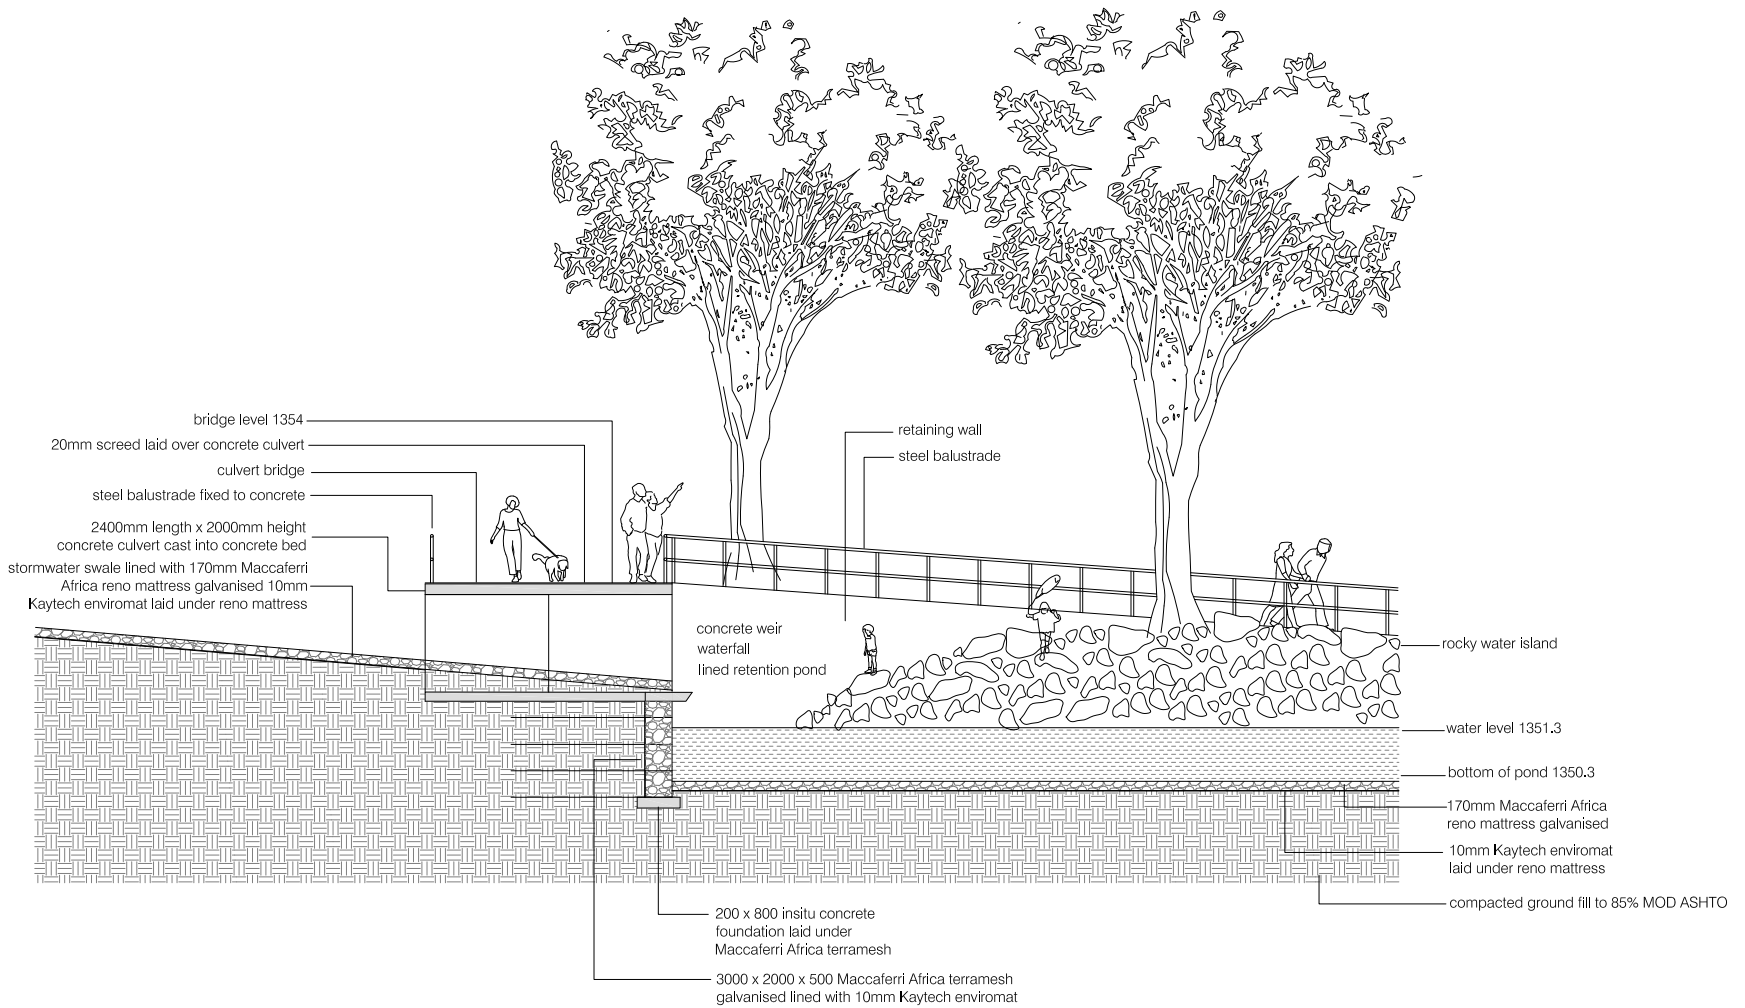 bridge level 1354
20mm screed laid over concrete culvert
culvert bridge
steel balustrade fixed to concrete
2400mm length x 2000mm height
concrete culvert cast into concrete bed
stormwater swale lined with 170mm Maccaferri
Africa reno mattress galvanised 10mm
Kaytech enviromat laid under reno mattress
retaining wall
steel balustrade
concrete weir
waterfall
lined retention pond
rocky water island
water level 1351.3
bottom of pond 1350.3
170mm Maccaferri Africa
reno mattress galvanised
10mm Kaytech enviromat
laid under reno mattress
compacted ground fill to 85% MOD ASHTO
200 x 800 insitu concrete
foundation laid under
Maccaferri Africa terramesh
3000 x 2000 x 500 Maccaferri Africa terramesh
galvanised lined with 10mm Kaytech enviromat